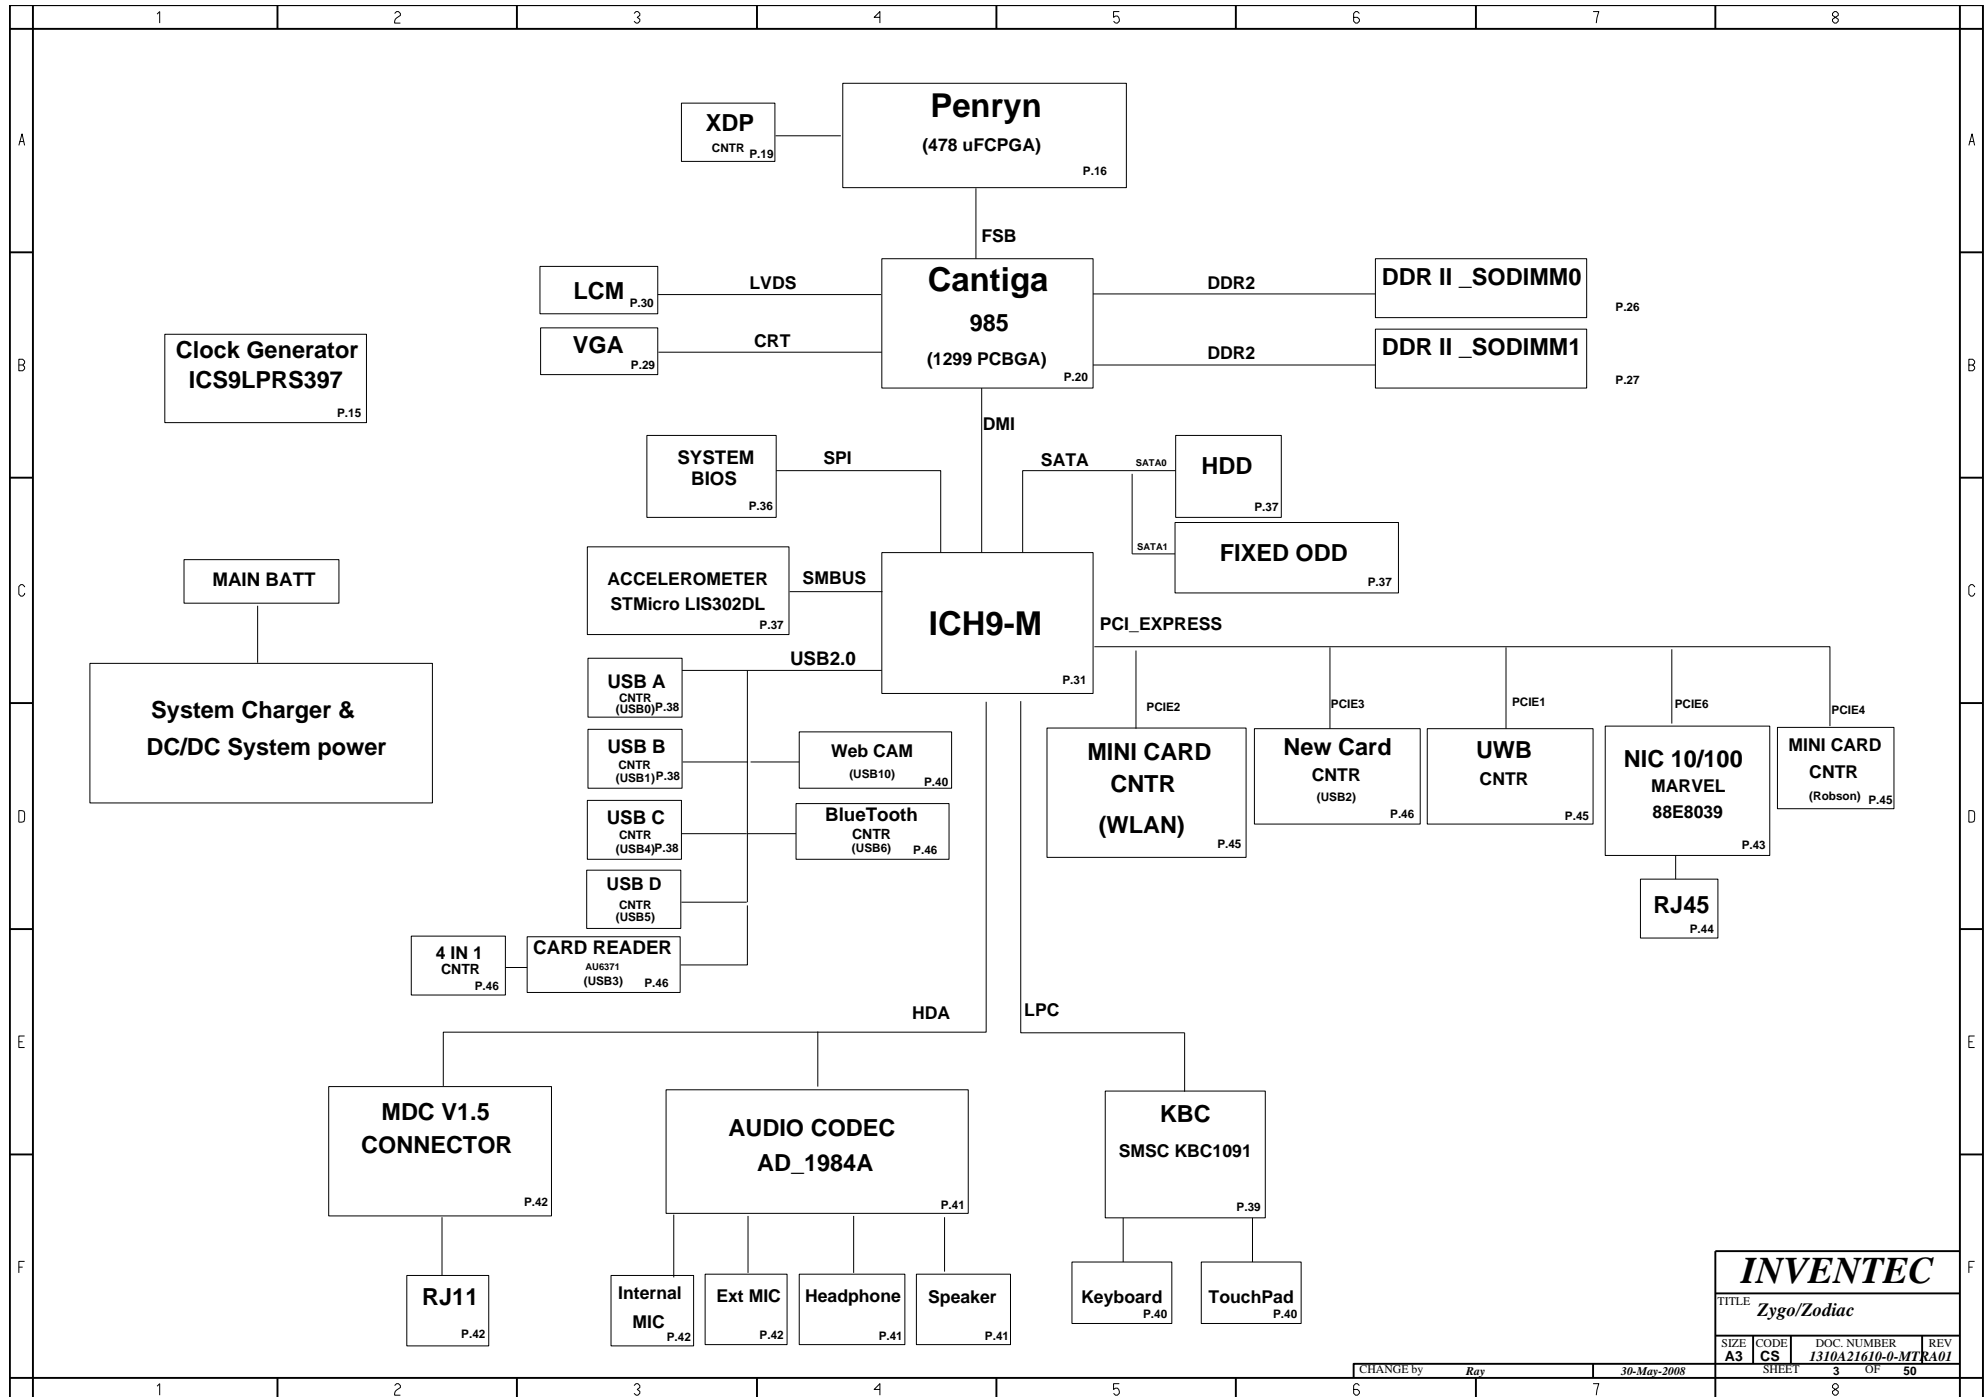 1 2 3 4 5 6 7 8
A A
B B
C C
D D
E E
F F
XDP
CNTR P.19
Penryn
(478 uFCPGA)
P.16
FSB
LCM P.30
LVDS
VGA P.29
CRT
Cantiga
985
(1299 PCBGA)
P.20
DDR2
DDR II _SODIMM0
P.26
DDR2
DDR II _SODIMM1
P.27
Clock Generator
ICS9LPRS397
P.15
DMI
SYSTEM
BIOS
P.36
SPI
SATA
SATA0
HDD
P.37
SATA1
FIXED ODD
P.37
MAIN BATT
System Charger &
DC/DC System power
ACCELEROMETER
STMicro LIS302DL
P.37
SMBUS
ICH9-M
P.31
PCI_EXPRESS
USB2.0
USB A
CNTR
(USB0)P.38
USB B
CNTR
(USB1)P.38
Web CAM
(USB10)
P.40
USB C
CNTR
(USB4)P.38
BlueTooth
CNTR
(USB6) P.46
USB D
CNTR
(USB5)
4 IN 1
CNTR
P.46
CARD READER
AU6371
(USB3) P.46
PCIE2
MINI CARD
CNTR
(WLAN)
P.45
PCIE3
New Card
CNTR
(USB2)
P.46
PCIE1
UWB
CNTR
P.45
PCIE6
NIC 10/100
MARVEL
88E8039
P.43
PCIE4
MINI CARD
CNTR
(Robson) P.45
RJ45
P.44
HDA
LPC
MDC V1.5
CONNECTOR
P.42
AUDIO CODEC
AD_1984A
P.41
KBC
SMSC KBC1091
P.39
RJ11
P.42
Internal
MIC
P.42
Ext MIC
P.42
Headphone
P.41
Speaker
P.41
Keyboard
P.40
TouchPad
P.40
INVENTEC
TITLE Zygo/Zodiac
SIZE CODE DOC. NUMBER REV
A3 CS 1310A21610-0-MTRA01
CHANGE by Ray 30-May-2008 SHEET 3 OF 50
1 2 3 4 5 6 7 8